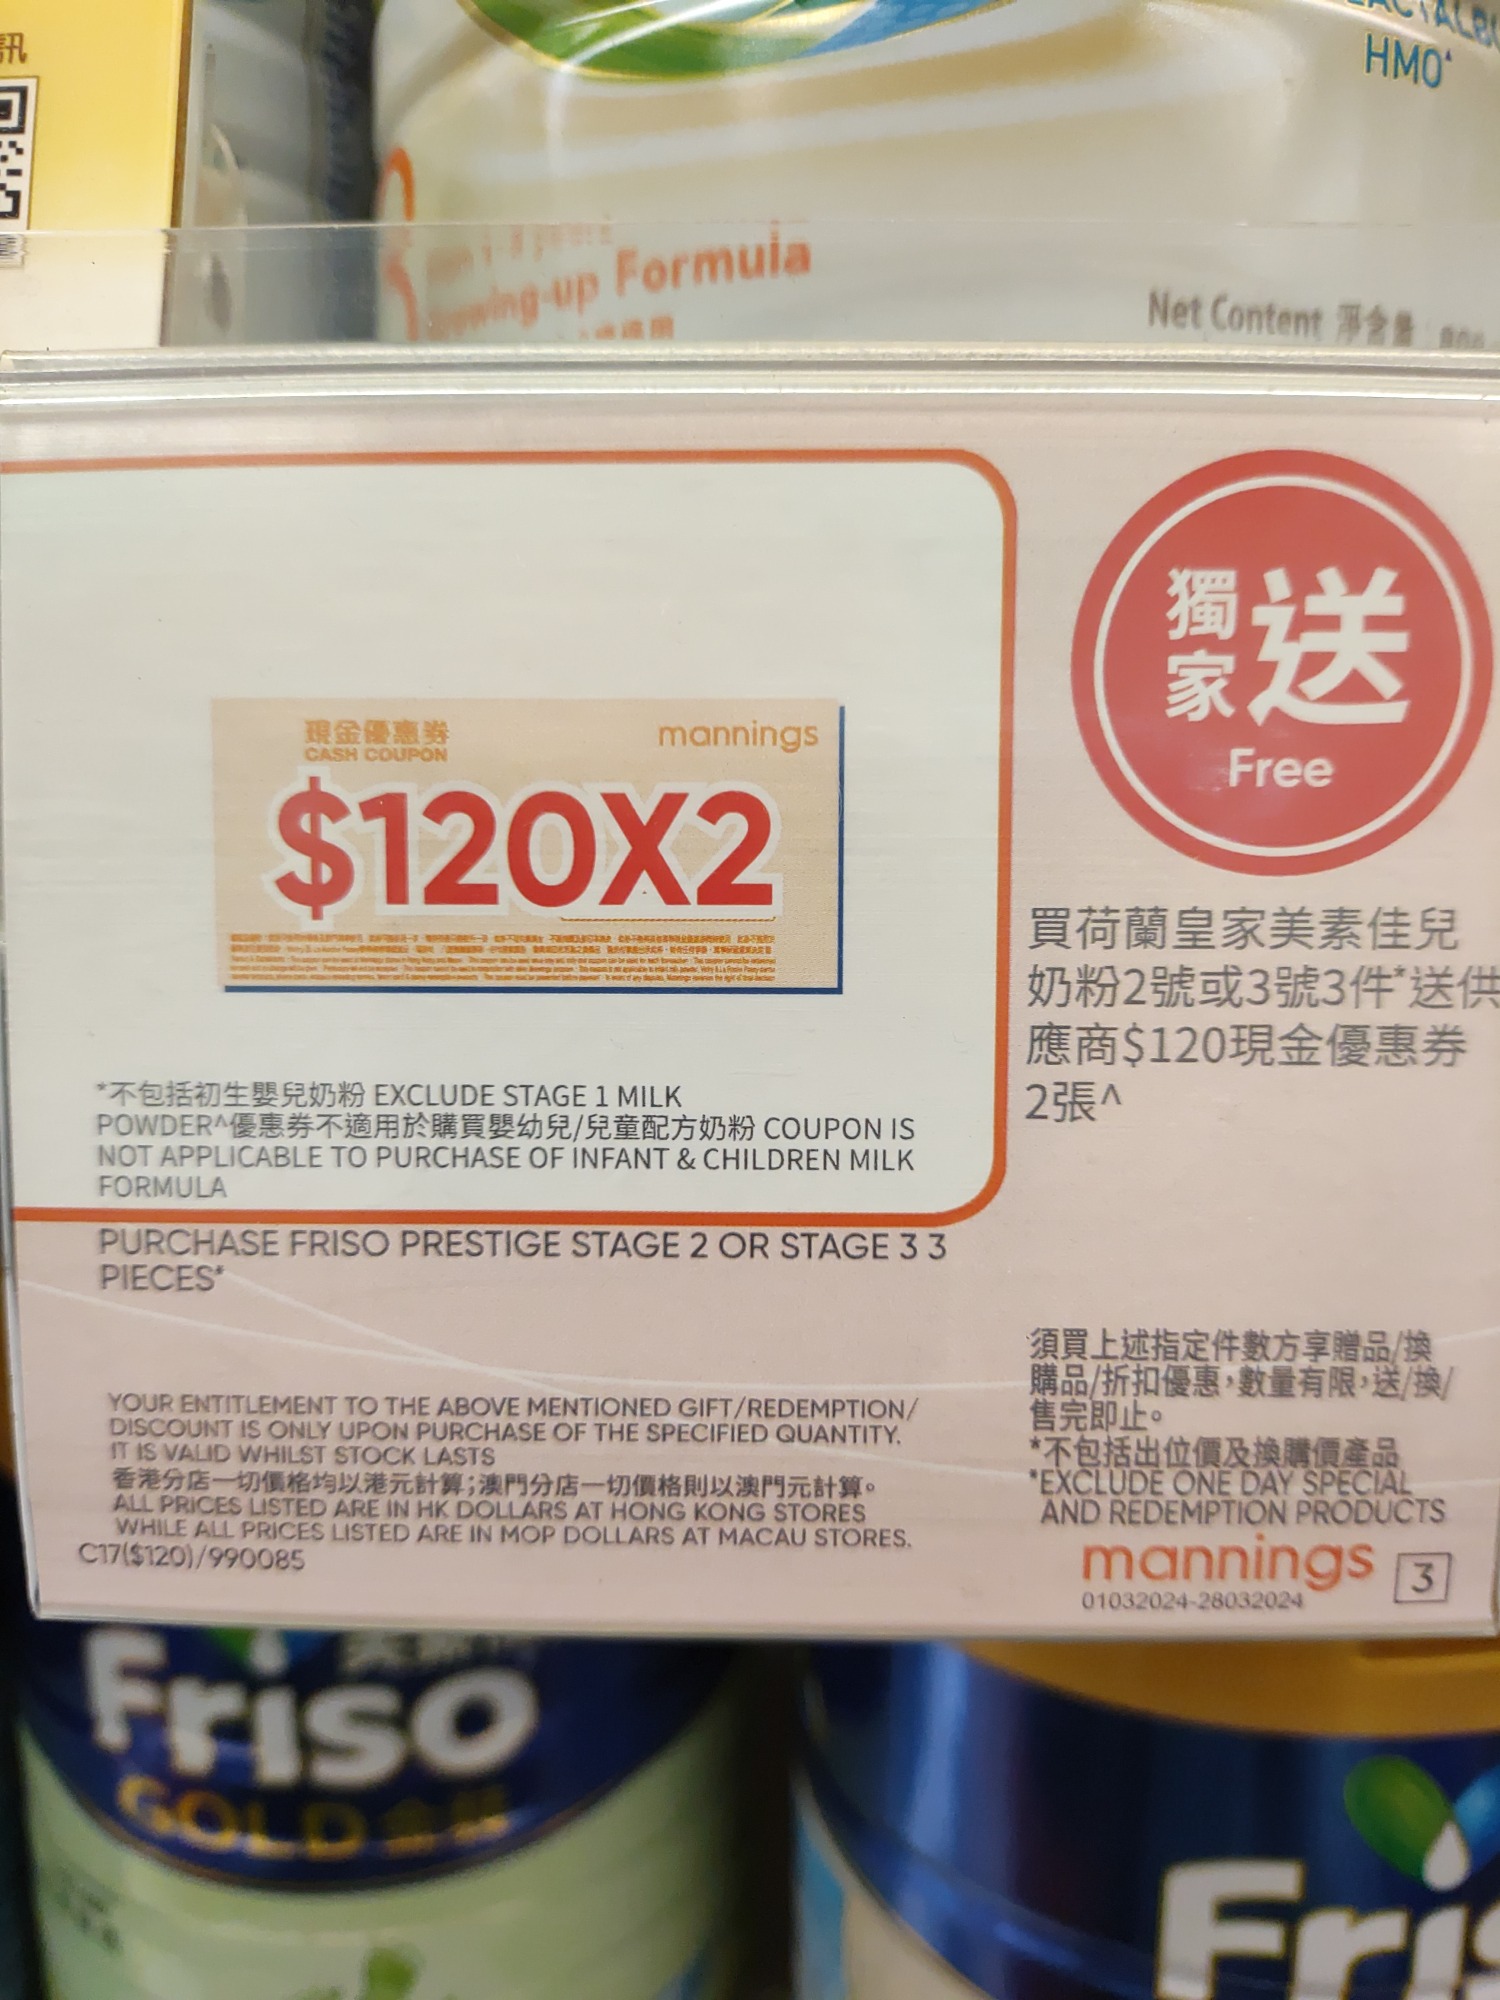 訊
HMO
Growing-up Formula
Net Content 淨含量
獨家送
Free
現金優惠券
CASH COUPON
mannings
$120X2
買荷蘭皇家美素佳兒
奶粉2號或3號3件*送供
應商$120現金優惠券
2張^
*不包括初生嬰兒奶粉 EXCLUDE STAGE 1 MILK
POWDER^優惠券不適用於購買嬰幼兒/兒童配方奶粉 COUPON IS
NOT APPLICABLE TO PURCHASE OF INFANT & CHILDREN MILK
FORMULA
PURCHASE FRISO PRESTIGE STAGE 2 OR STAGE 3 3
PIECES*
YOUR ENTITLEMENT TO THE ABOVE MENTIONED GIFT/REDEMPTION/
DISCOUNT IS ONLY UPON PURCHASE OF THE SPECIFIED QUANTITY.
IT IS VALID WHILST STOCK LASTS
香港分店一切價格均以港元計算;澳門分店一切價格則以澳門元計算。
ALL PRICES LISTED ARE IN HK DOLLARS AT HONG KONG STORES
WHILE ALL PRICES LISTED ARE IN MOP DOLLARS AT MACAU STORES.
C17($120)/990085
須買上述指定件數方享贈品/換
購品/折扣優惠,數量有限,送/換/
售完即止。
*不包括出位價及換購價產品
*EXCLUDE ONE DAY SPECIAL
AND REDEMPTION PRODUCTS
mannings 3
01032024-28032024
Friso
GOLD 金裝
Fris